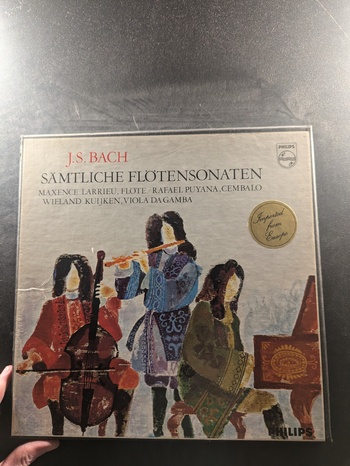 J.S. BACH
PHILIPS
SÄMTLICHE FLÖTENSONATEN
MAXENCE LARRIEU, FLÖTE · RAFAEL PUYANA, CEMBALO
WIELAND KUIJKEN, VIOLA DA GAMBA
Imported
from
Europe
PHILIPS